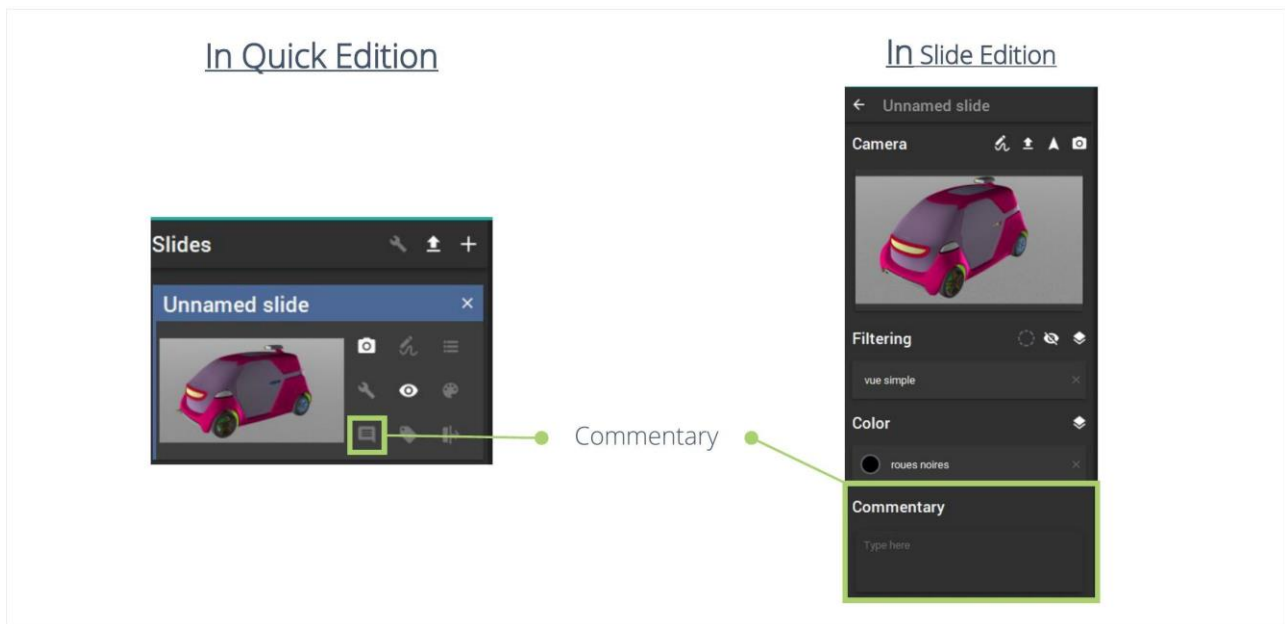 In Quick Edition
In Slide Edition
Slides
Unnamed slide
Commentary
Unnamed slide
Camera
Filtering
vue simple
Color
roues noires
Commentary
Type here